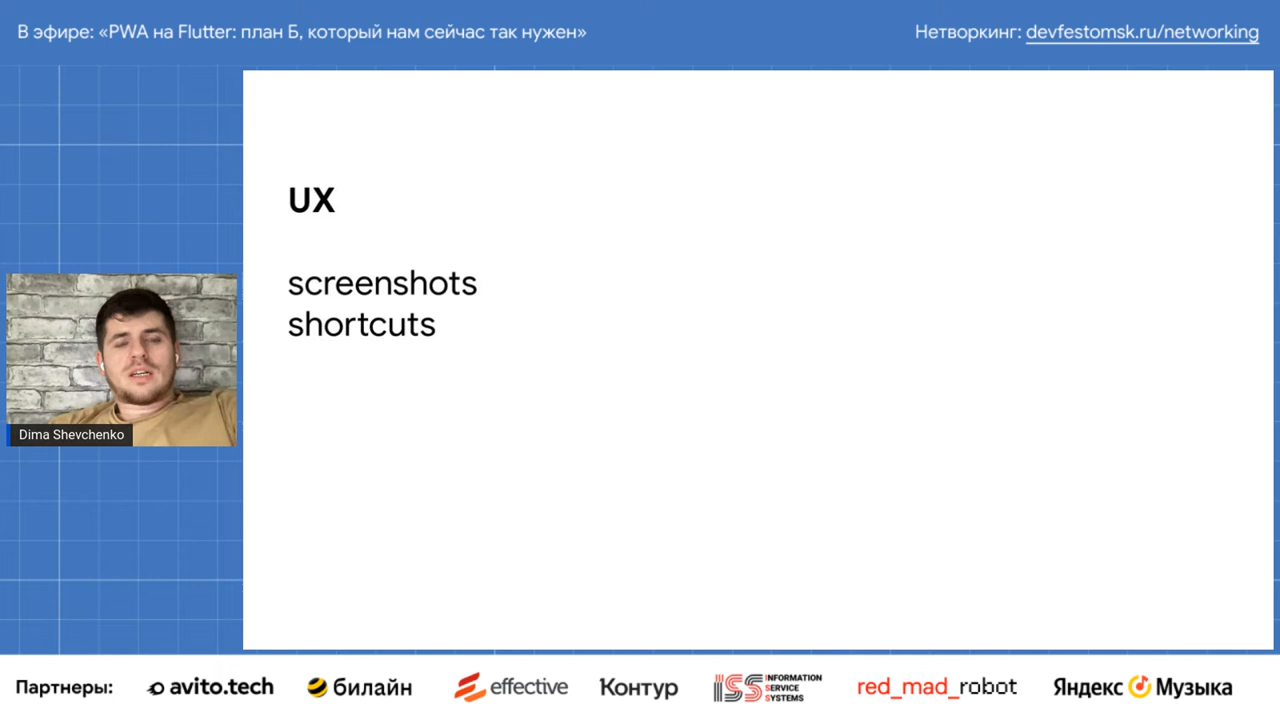 В эфире: «PWA на Flutter: план Б, который нам сейчас так нужен»
Нетворкинг: devfestomsk.ru/networking
UX
screenshots
shortcuts
Dima Shevchenko
Партнеры: avito.tech билайн effective Контур ISS INFORMATION SERVICE SYSTEMS red_mad_robot Яндекс Музыка